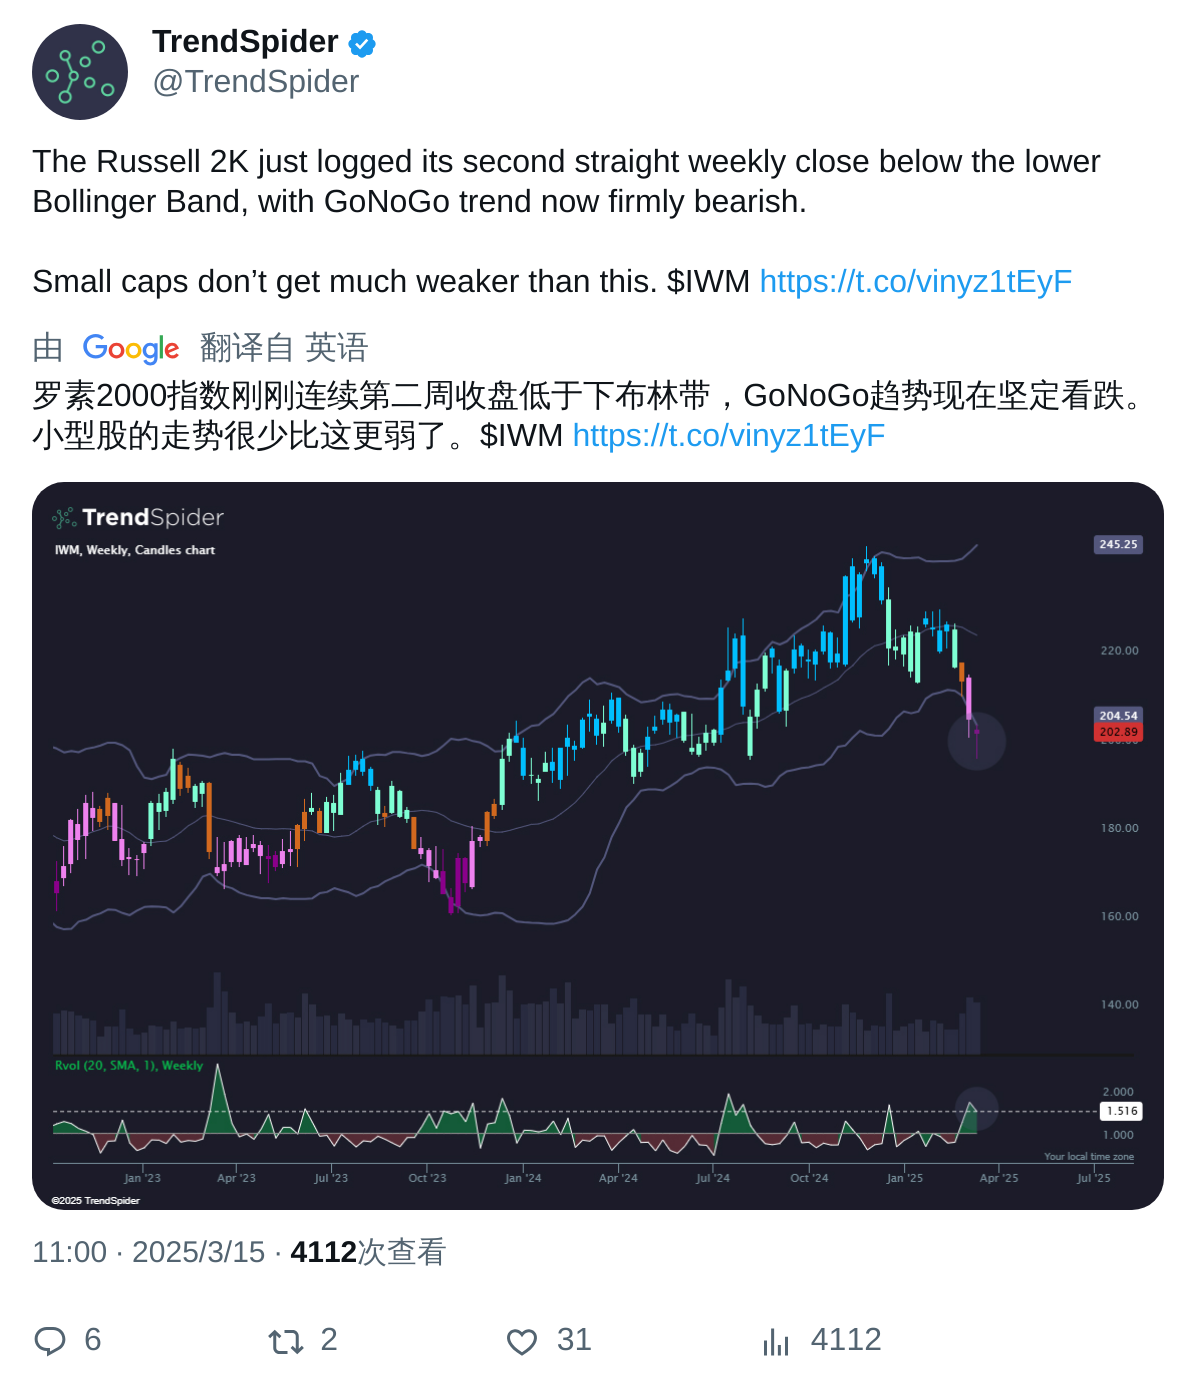 TrendSpider
@TrendSpider
The Russell 2K just logged its second straight weekly close below the lower
Bollinger Band, with GoNoGo trend now firmly bearish.
Small caps don’t get much weaker than this. $IWM https://t.co/vinyz1tEyF
由 Google 翻译自 英语
罗素2000指数刚刚连续第二周收盘低于下布林带，GoNoGo趋势现在坚定看跌。
小型股的走势很少比这更弱了。$IWM https://t.co/vinyz1tEyF
TrendSpider
IWM, Weekly, Candles chart
245.25
220.00
204.54
202.89
200.00
180.00
160.00
140.00
Rvol (20, SMA, 1), Weekly
2.000
1.516
1.000
Your local time zone
Jan '23 Apr '23 Jul '23 Oct '23 Jan '24 Apr '24 Jul '24 Oct '24 Jan '25 Apr '25 Jul '25
©2025 TrendSpider
11:00 · 2025/3/15 · 4112次查看
6 2 31 4112